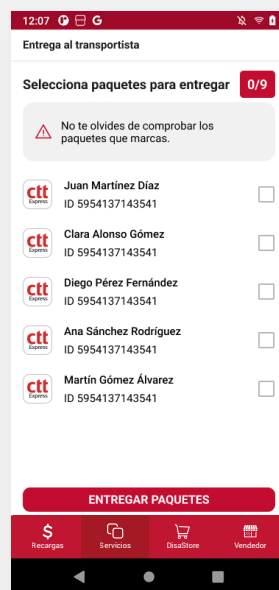 12:07
Entrega al transportista
Selecciona paquetes para entregar 0/9
No te olvides de comprobar los
paquetes que marcas.
ctt Express
Juan Martínez Díaz
ID 5954137143541
ctt Express
Clara Alonso Gómez
ID 5954137143541
ctt Express
Diego Pérez Fernández
ID 5954137143541
ctt Express
Ana Sánchez Rodríguez
ID 5954137143541
ctt Express
Martín Gómez Álvarez
ID 5954137143541
ENTREGAR PAQUETES
Recargas Servicios DisaStore Vendedor